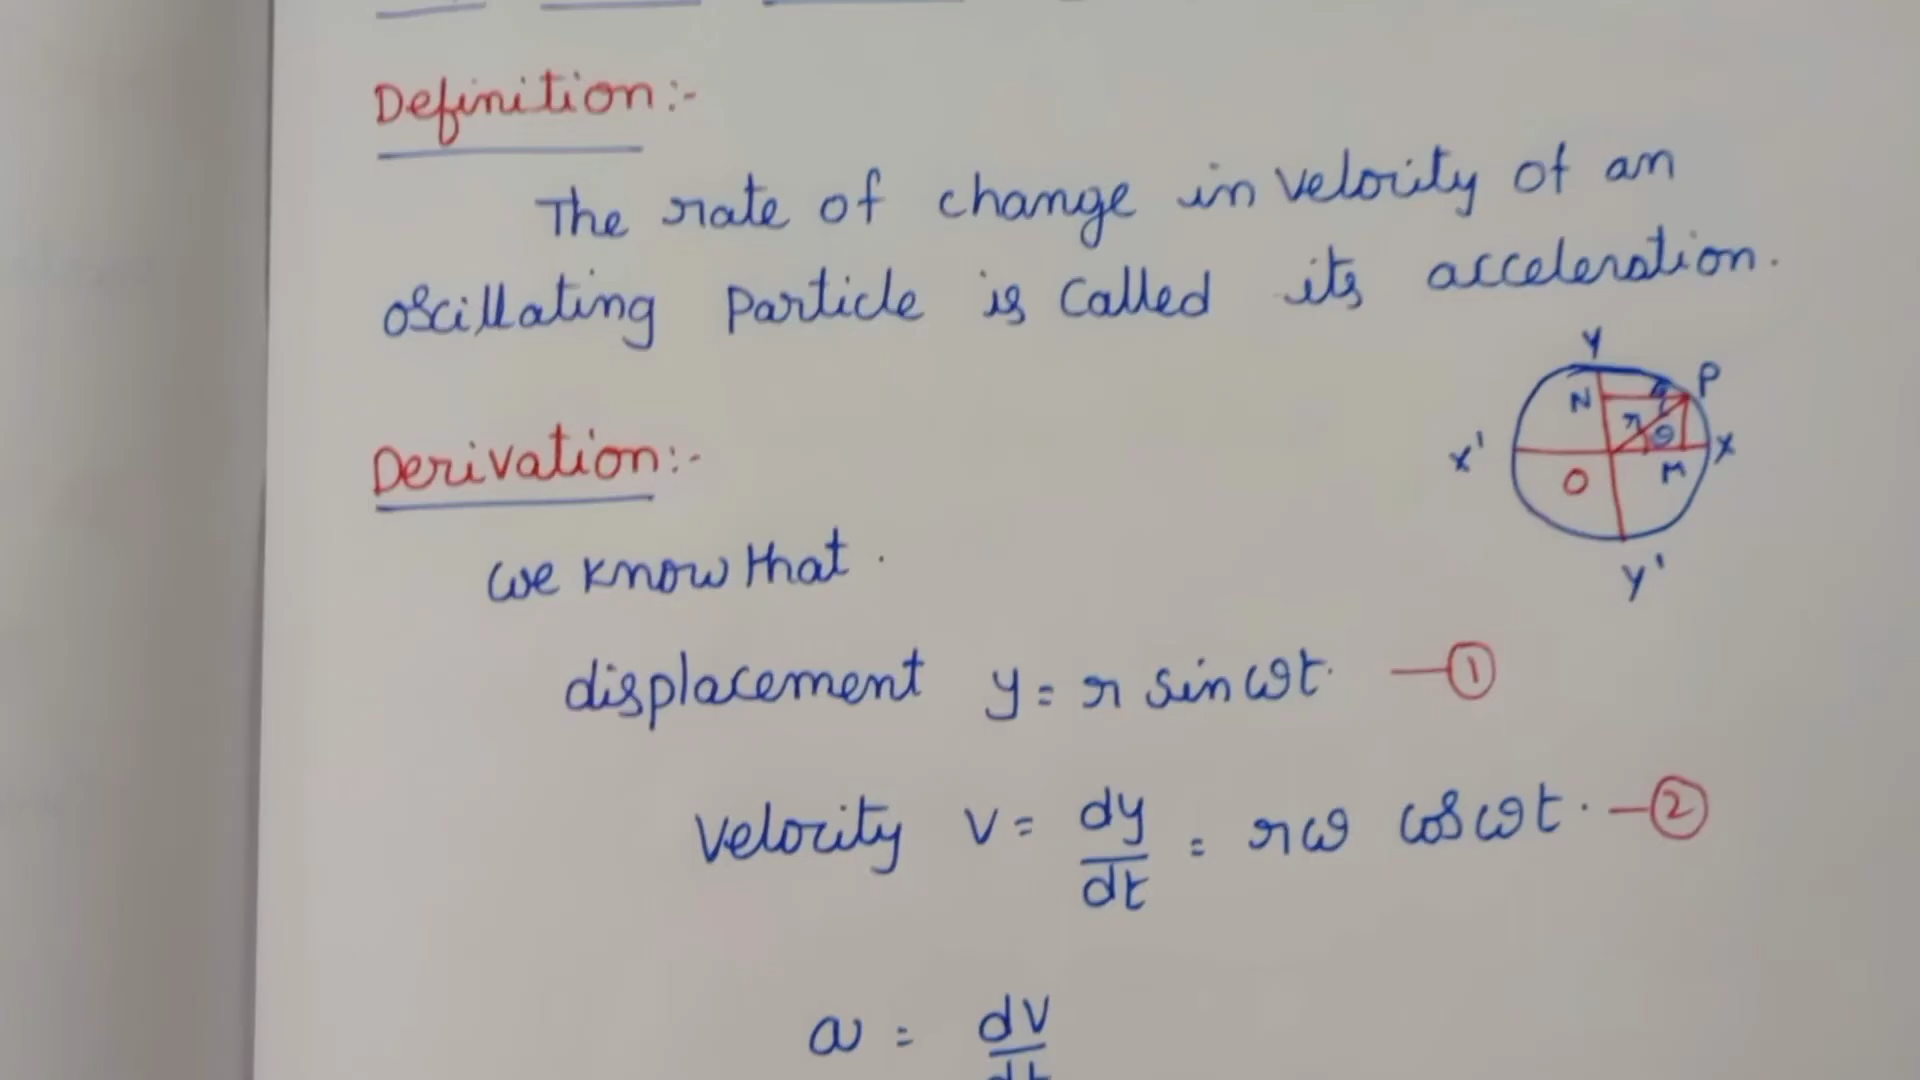 Definition:-
The rate of change in velocity of an
oscillating particle is called its acceleration.
Y
N P
r θ
X' X
O M
Y'
Derivation:-
we know that.
displacement y = r sin ωt. —①
Velocity v = dy/dt = rω cos ωt. —②
a = dv/dt